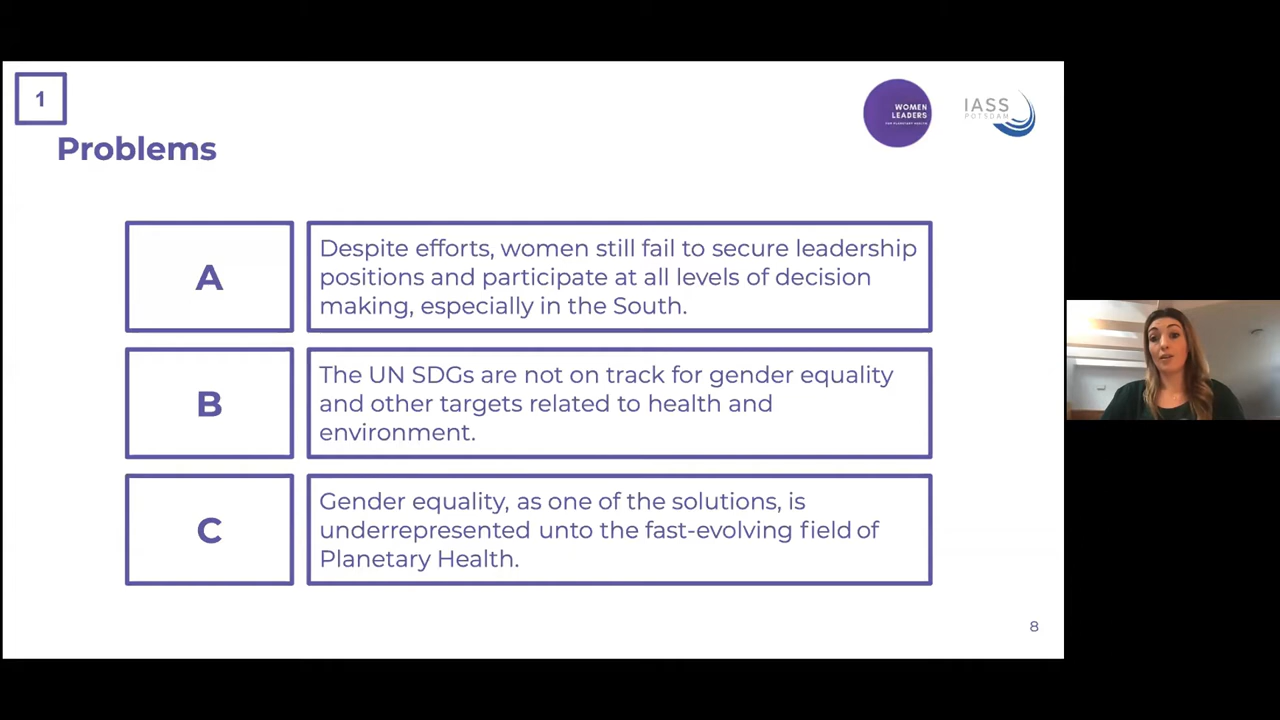 1
Problems
WOMEN
LEADERS
FOR PLANETARY HEALTH
IASS
POTSDAM
A
Despite efforts, women still fail to secure leadership
positions and participate at all levels of decision
making, especially in the South.
B
The UN SDGs are not on track for gender equality
and other targets related to health and
environment.
C
Gender equality, as one of the solutions, is
underrepresented unto the fast-evolving field of
Planetary Health.
8